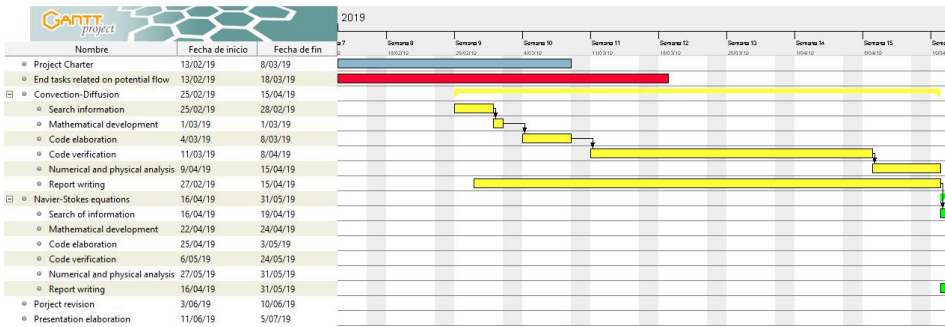 GANTT
project
2019
Nombre Fecha de inicio Fecha de fin
Semana 8 Semana 9 Semana 10 Semana 11 Semana 12 Semana 13 Semana 14 Semana 15
Project Charter 13/02/19 8/03/19
End tasks related on potential flow 13/02/19 18/03/19
Convection-Diffusion 25/02/19 15/04/19
Search information 25/02/19 28/02/19
Mathematical development 1/03/19 1/03/19
Code elaboration 4/03/19 8/03/19
Code verification 11/03/19 8/04/19
Numerical and physical analysis 9/04/19 15/04/19
Report writing 27/02/19 15/04/19
Navier-Stokes equations 16/04/19 31/05/19
Search of information 16/04/19 19/04/19
Mathematical development 22/04/19 24/04/19
Code elaboration 25/04/19 3/05/19
Code verification 6/05/19 24/05/19
Numerical and physical analysis 27/05/19 31/05/19
Report writing 16/04/19 31/05/19
Porject revision 3/06/19 10/06/19
Presentation elaboration 11/06/19 5/07/19